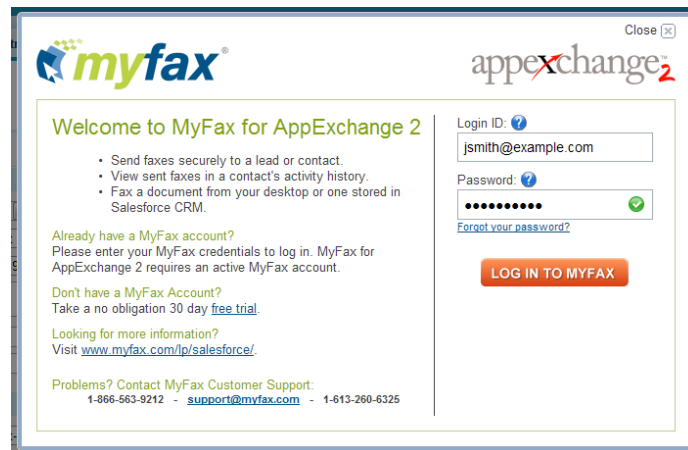 Close
myfax®
appexchange™2
Welcome to MyFax for AppExchange 2
• Send faxes securely to a lead or contact.
• View sent faxes in a contact's activity history.
• Fax a document from your desktop or one stored in
Salesforce CRM.
Already have a MyFax account?
Please enter your MyFax credentials to log in. MyFax for
AppExchange 2 requires an active MyFax account.
Don't have a MyFax Account?
Take a no obligation 30 day free trial.
Looking for more information?
Visit www.myfax.com/lp/salesforce/.
Problems? Contact MyFax Customer Support:
1-866-563-9212 - support@myfax.com - 1-613-260-6325
Login ID: ?
jsmith@example.com
Password: ?
●●●●●●●●●●
Forgot your password?
LOG IN TO MYFAX